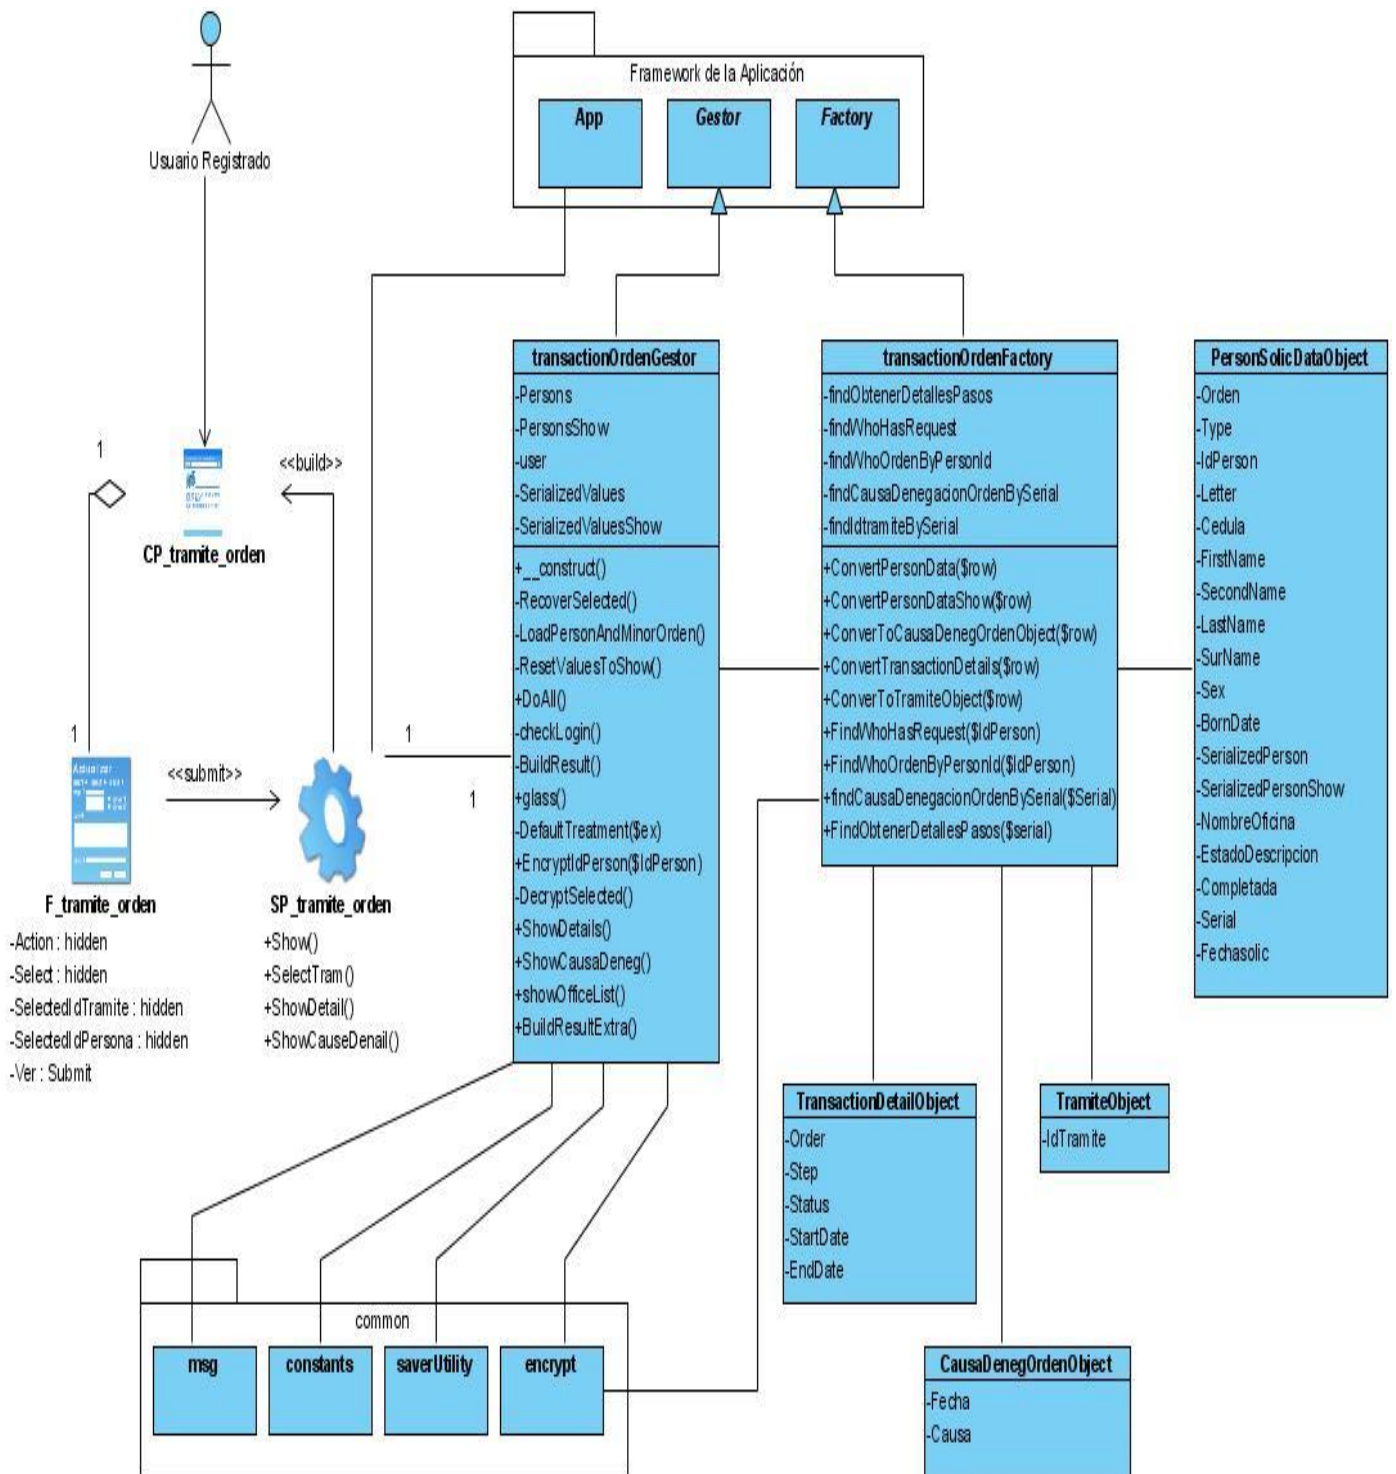 Framework de la Aplicación
App
Gestor
Factory
Usuario Registrado
transactionOrdenGestor
-Persons
-PersonsShow
-user
-SerializedValues
-SerializedValuesShow
+__construct()
-RecoverSelected()
-LoadPersonAndMinorOrden()
-ResetValuesToShow()
+DoAll()
-checkLogin()
-BuildResult()
+glass()
-DefaultTreatment($ex)
+EncryptIdPerson($IdPerson)
-DecryptSelected()
+ShowDetails()
+ShowCausaDeneg()
+showOfficeList()
+BuildResultExtra()
transactionOrdenFactory
-findObtenerDetallesPasos
-findWhoHasRequest
-findWhoOrdenByPersonId
-findCausaDenegacionOrdenBySerial
-findIdtramiteBySerial
+ConvertPersonData($row)
+ConvertPersonDataShow($row)
+ConverToCausaDenegOrdenObject($row)
+ConvertTransactionDetails($row)
+ConverToTramiteObject($row)
+FindWhoHasRequest($IdPerson)
+FindWhoOrdenByPersonId($IdPerson)
+findCausaDenegacionOrdenBySerial($Serial)
+FindObtenerDetallesPasos($serial)
PersonSolicDataObject
-Orden
-Type
-IdPerson
-Letter
-Cedula
-FirstName
-SecondName
-LastName
-SurName
-Sex
-BornDate
-SerializedPerson
-SerializedPersonShow
-NombreOficina
-EstadoDescripcion
-Completada
-Serial
-Fechasolic
1
<<build>>
CP_tramite_orden
1
<<submit>>
1
1
F_tramite_orden
-Action : hidden
-Select : hidden
-SelectedIdTramite : hidden
-SelectedIdPersona : hidden
-Ver : Submit
SP_tramite_orden
+Show()
+SelectTram()
+ShowDetail()
+ShowCauseDenail()
TransactionDetailObject
-Order
-Step
-Status
-StartDate
-EndDate
TramiteObject
-IdTramite
common
msg
constants
saverUtility
encrypt
CausaDenegOrdenObject
-Fecha
-Causa